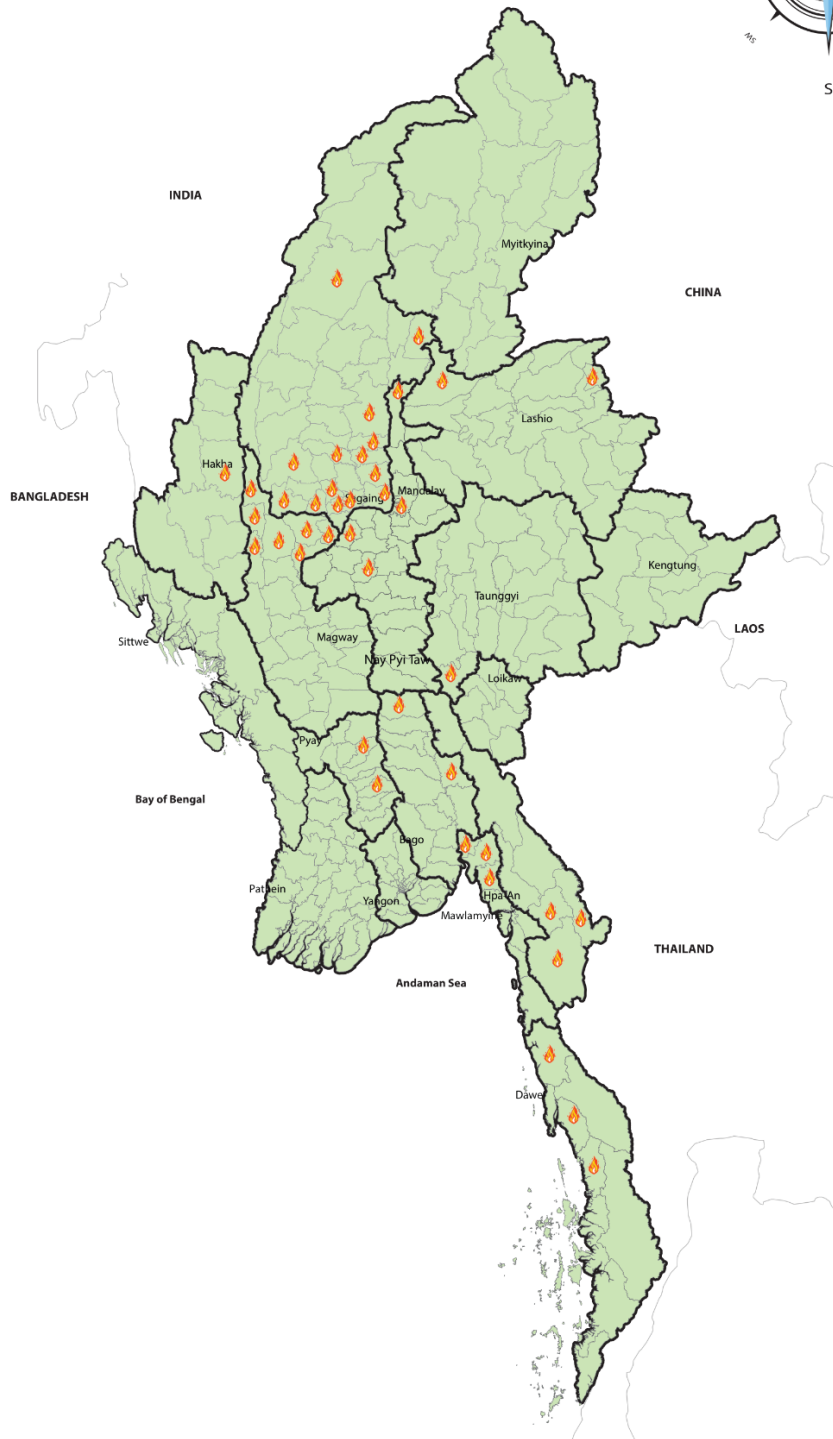 SW
S
INDIA
Myitkyina
CHINA
Lashio
Hakha
Mandalay
BANGLADESH
Sagaing
Kengtung
Taunggyi
LAOS
Sittwe
Magway
Nay Pyi Taw
Loikaw
Pyay
Bay of Bengal
Bago
Pathein
Hpa-An
Yangon
Mawlamyine
THAILAND
Andaman Sea
Dawei